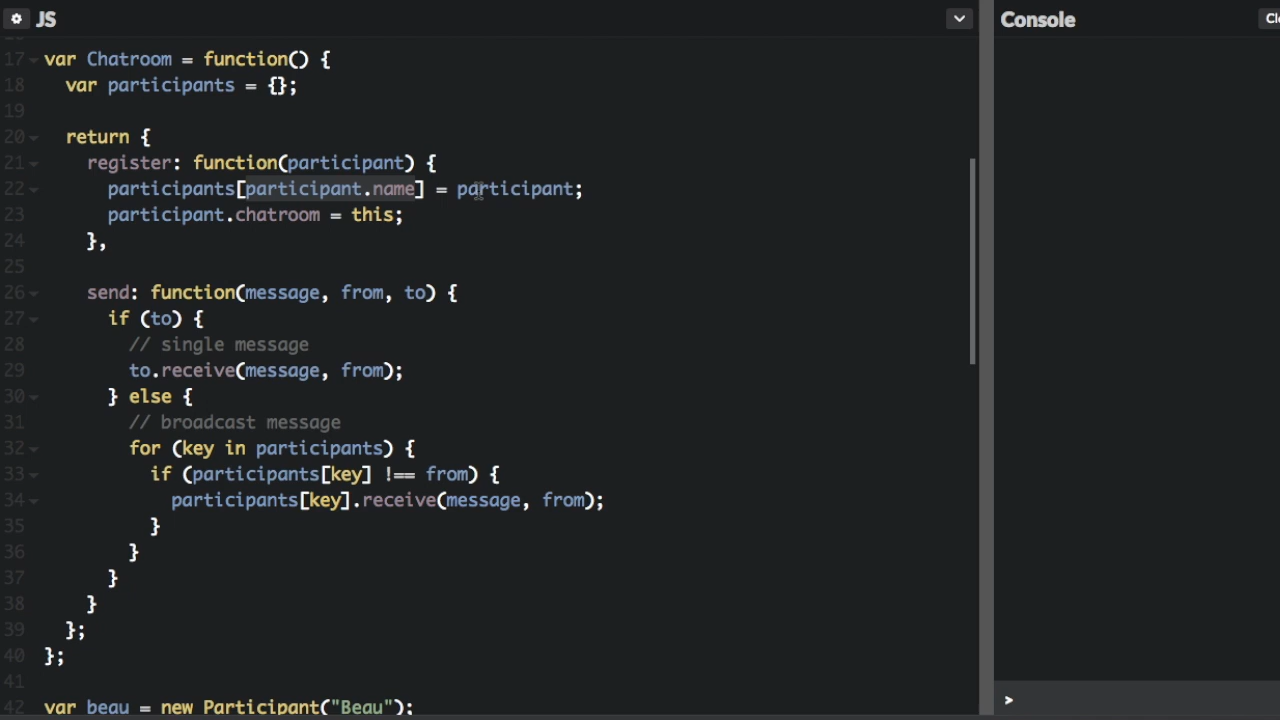 JS
Console
17 var Chatroom = function() {
18 var participants = {};
19
20 return {
21 register: function(participant) {
22 participants[participant.name] = participant;
23 participant.chatroom = this;
24 },
25
26 send: function(message, from, to) {
27 if (to) {
28 // single message
29 to.receive(message, from);
30 } else {
31 // broadcast message
32 for (key in participants) {
33 if (participants[key] !== from) {
34 participants[key].receive(message, from);
35 }
36 }
37 }
38 }
39 };
40 };
41
42 var beau = new Participant("Beau");
>